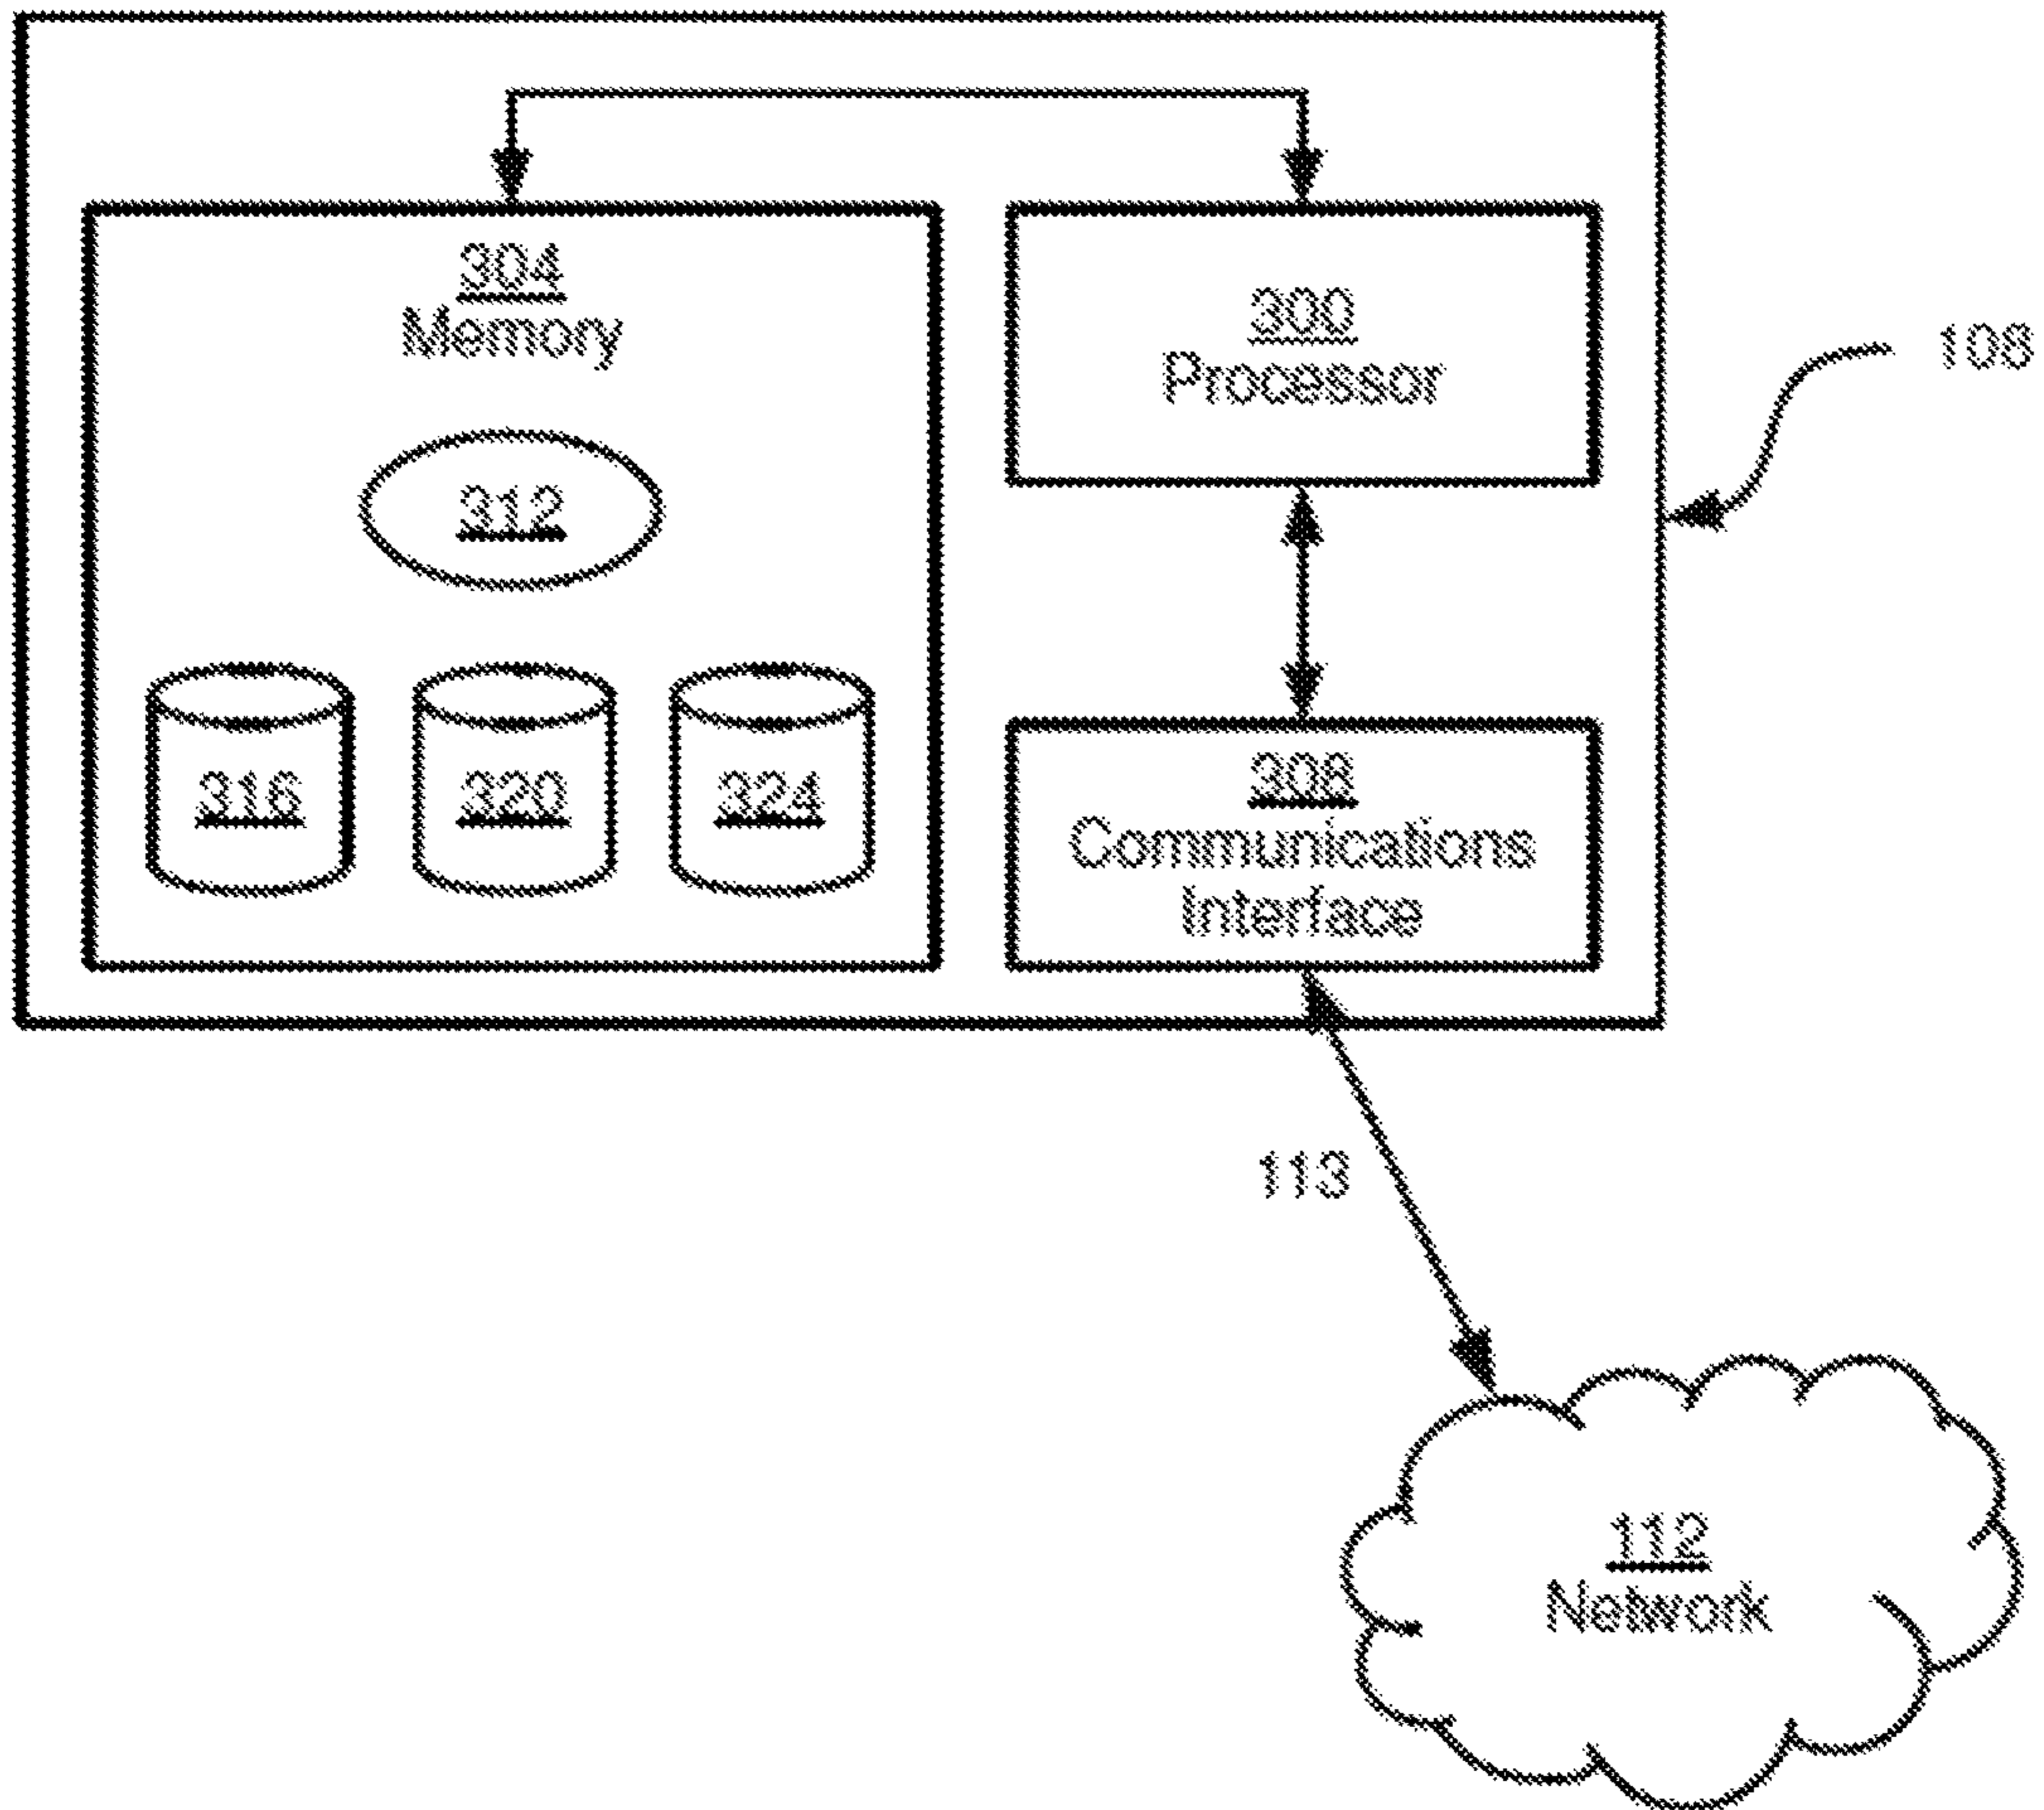 304
Memory
300
Processor
108
312
316
320
324
308
Communications
Interface
113
112
Network